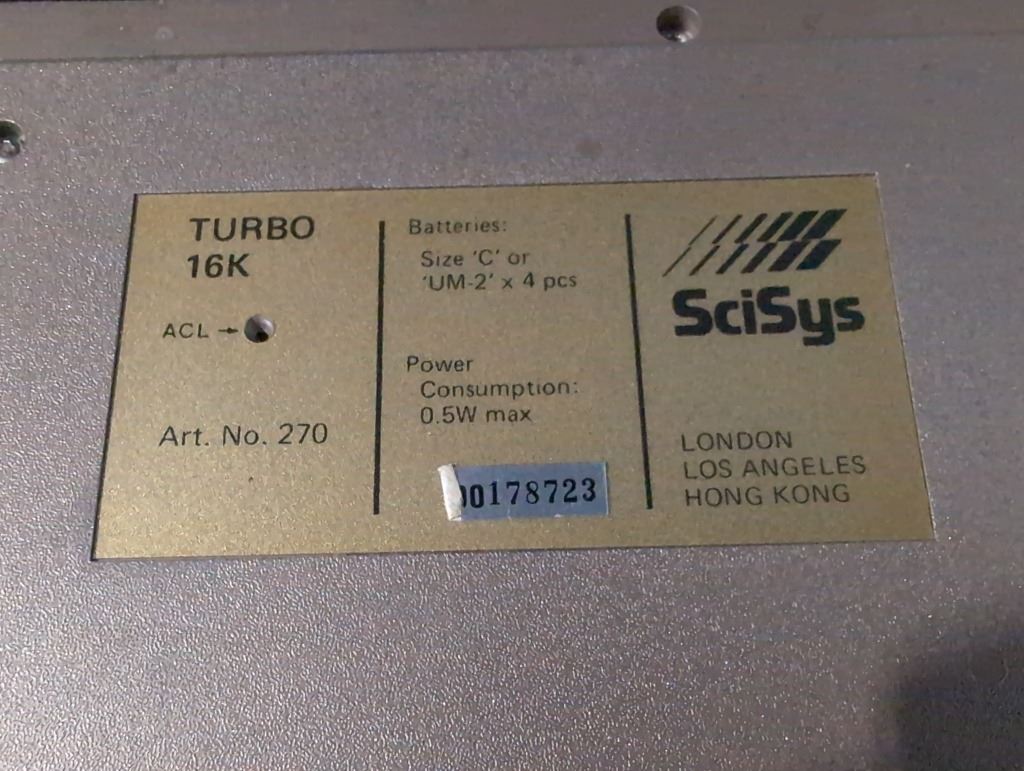 TURBO
16K
ACL →
Art. No. 270
Batteries:
Size 'C' or
'UM-2' x 4 pcs
Power
Consumption:
0.5W max
00178723
SciSys
LONDON
LOS ANGELES
HONG KONG